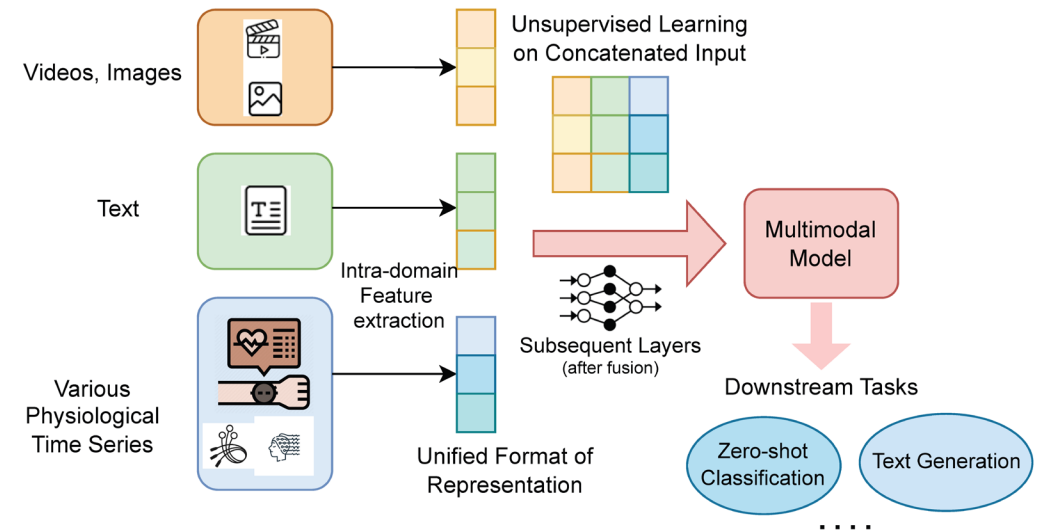 Videos, Images
Unsupervised Learning
on Concatenated Input
Text
T
Intra-domain
Feature
extraction
Multimodal
Model
Subsequent Layers
(after fusion)
Various
Physiological
Time Series
Unified Format of
Representation
Downstream Tasks
Zero-shot
Classification
Text Generation
....